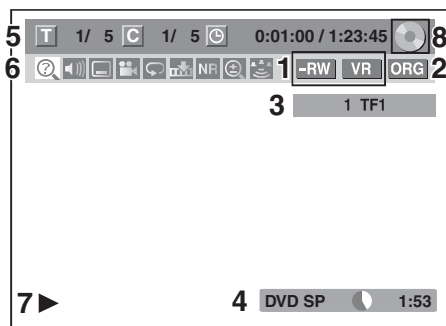 5 T 1/ 5 C 1/ 5 0:01:00 / 1:23:45 8
6 NR 1 -RW VR ORG 2
3 1 TF1
7 4 DVD SP 1:53